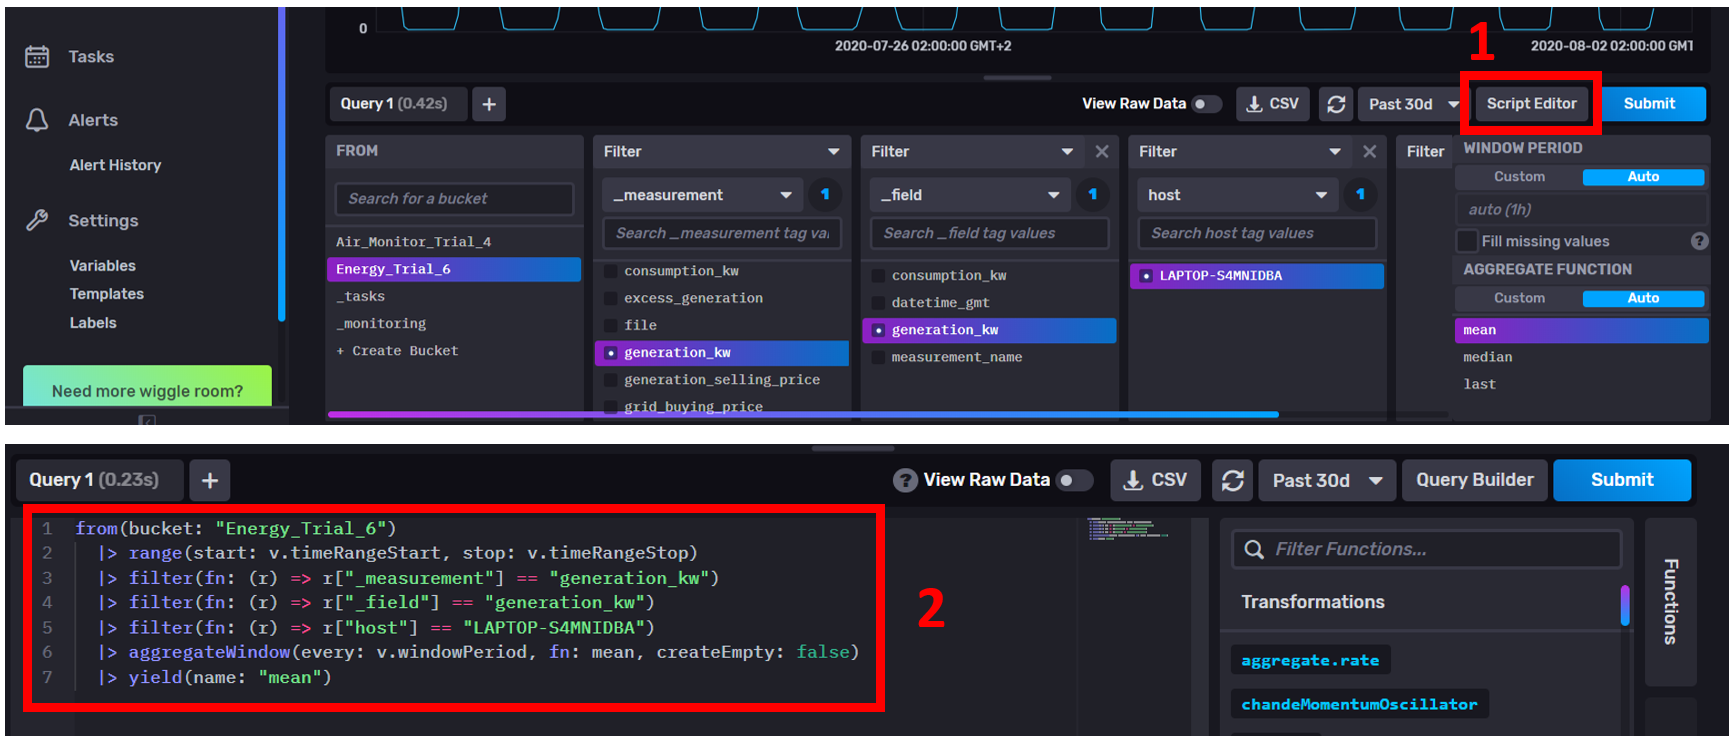 0
2020-07-26 02:00:00 GMT+2
2020-08-02 02:00:00 GMT
1
Tasks
Alerts
Alert History
Settings
Variables
Templates
Labels
Need more wiggle room?
Query 1 (0.42s)
+
View Raw Data
CSV
Past 30d
Script Editor
Submit
FROM
Search for a bucket
Air_Monitor_Trial_4
Energy_Trial_6
_tasks
_monitoring
+ Create Bucket
Filter
_measurement
1
Search _measurement tag val
consumption_kw
excess_generation
file
generation_kw
generation_selling_price
grid_buying_price
Filter
_field
1
Search _field tag values
consumption_kw
datetime_gmt
generation_kw
measurement_name
Filter
host
1
Search host tag values
LAPTOP-S4MNIDBA
Filter
WINDOW PERIOD
Custom
Auto
auto (1h)
Fill missing values
?
AGGREGATE FUNCTION
Custom
Auto
mean
median
last
Query 1 (0.23s)
+
? View Raw Data
CSV
Past 30d
Query Builder
Submit
1 from(bucket: "Energy_Trial_6")
2 |> range(start: v.timeRangeStart, stop: v.timeRangeStop)
3 |> filter(fn: (r) => r["_measurement"] == "generation_kw")
4 |> filter(fn: (r) => r["_field"] == "generation_kw")
5 |> filter(fn: (r) => r["host"] == "LAPTOP-S4MNIDBA")
6 |> aggregateWindow(every: v.windowPeriod, fn: mean, createEmpty: false)
7 |> yield(name: "mean")
2
Filter Functions...
Transformations
aggregate.rate
chandeMomentumOscillator
Functions